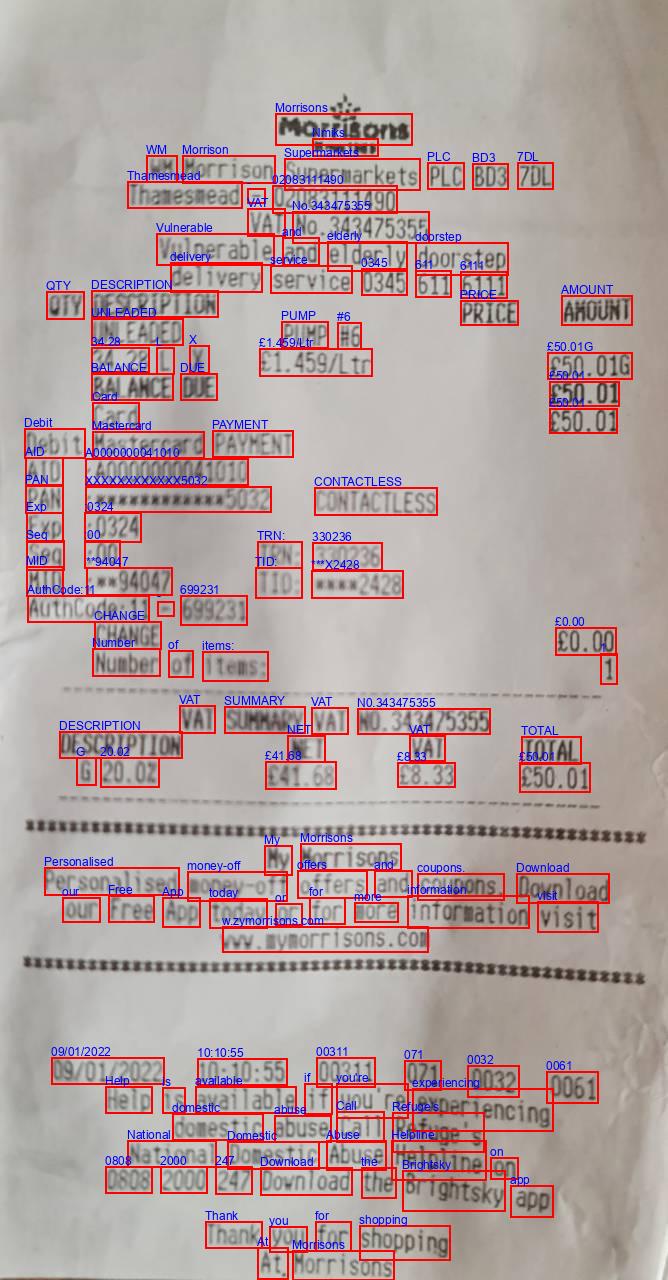 Morrisons
WM Morrison Supermarkets PLC BD3 7DL
Thamesmead - 02083111490
VAT No.343475355
Vulnerable and elderly doorstep
delivery service 0345 611 6111
QTY DESCRIPTION PRICE AMOUNT
UNLEADED PUMP #6
34.28 L X £1.459/Ltr £50.01G
BALANCE DUE £50.01
Card £50.01
Debit Mastercard PAYMENT
AID :A0000000041010
PAN :************5032 CONTACTLESS
Exp :0324
Seq :00 TRN: 330236
MID :**94047 TID: ****2428
AuthCode:11 - 699231
CHANGE £0.00
Number of items: 1
VAT SUMMARY VAT NO.343475355
DESCRIPTION NET VAT TOTAL
G 20.0% £41.68 £8.33 £50.01
My Morrisons
Personalised money-off offers and coupons. Download
our Free App today or for more information visit
www.mymorrisons.com
09/01/2022 10:10:55 00311 071 0032 0061
Help is available if you're experiencing
domestic abuse Call Refuge's
National Domestic Abuse Helpline on
0808 2000 247 Download the Brightsky app
Thank you for shopping
At Morrisons